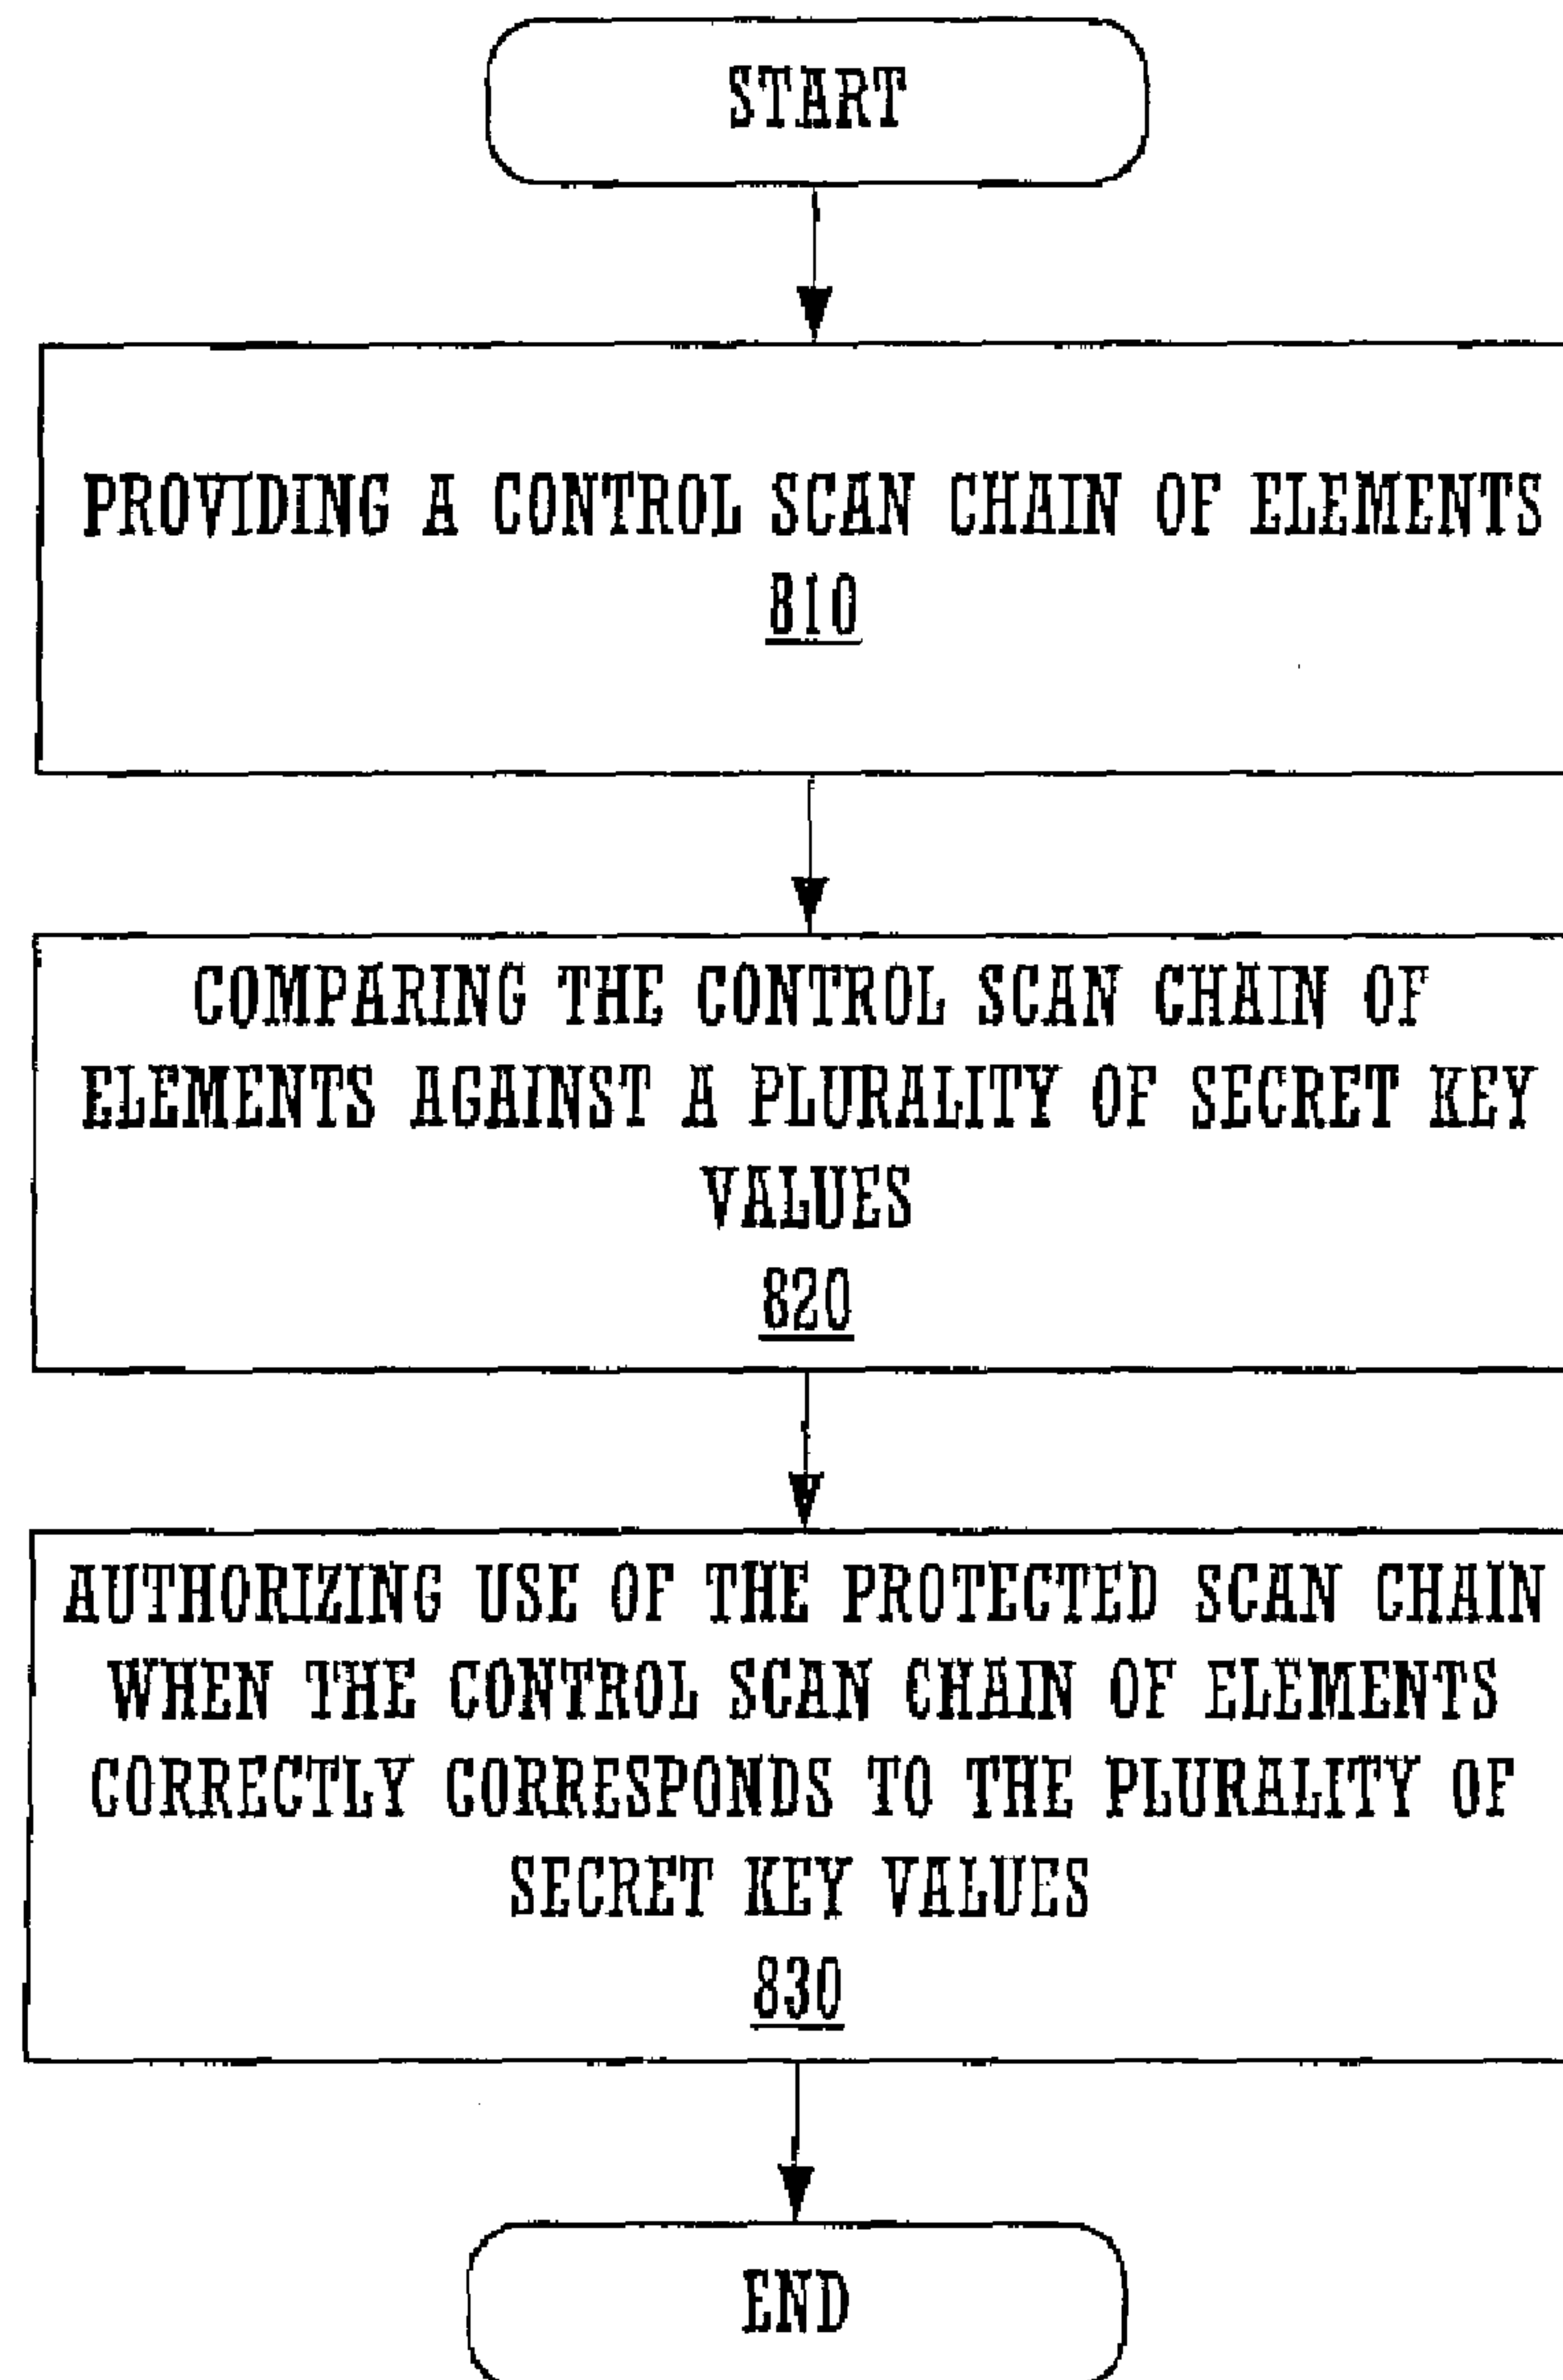 START
PROVIDING A CONTROL SCAN CHAIN OF ELEMENTS
810
COMPARING THE CONTROL SCAN CHAIN OF
ELEMENTS AGAINST A PLURALITY OF SECRET KEY
VALUES
820
AUTHORIZING USE OF THE PROTECTED SCAN CHAIN
WHEN THE CONTROL SCAN CHAIN OF ELEMENTS
CORRECTLY CORRESPONDS TO THE PLURALITY OF
SECRET KEY VALUES
830
END